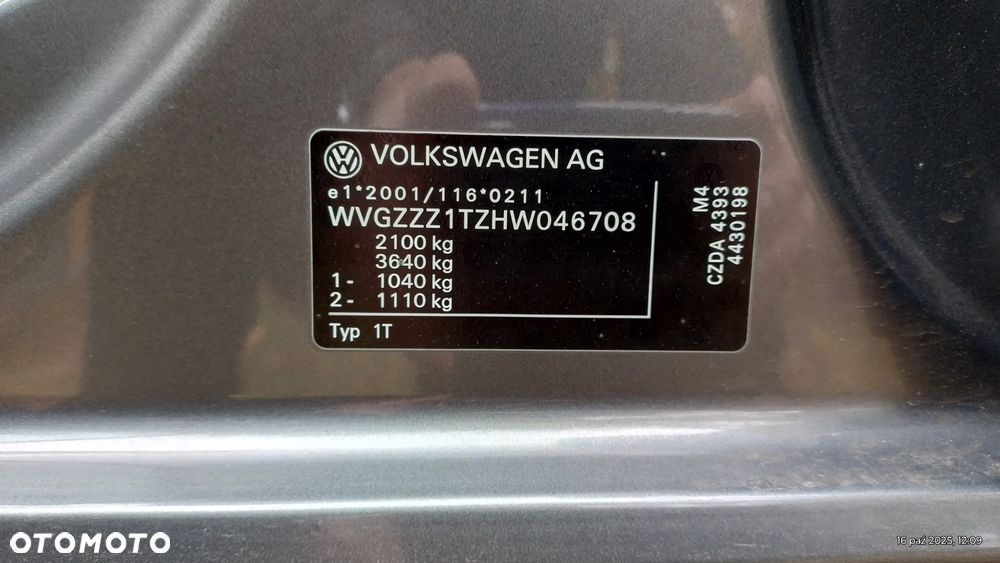 VOLKSWAGEN AG
e1*2001/116*0211
WVGZZZ1TZHW046708
2100 kg
3640 kg
1- 1040 kg
2- 1110 kg
Typ 1T
M4
CZDA 4393
4430198
OTOMOTO
16 paź 2025, 12:09